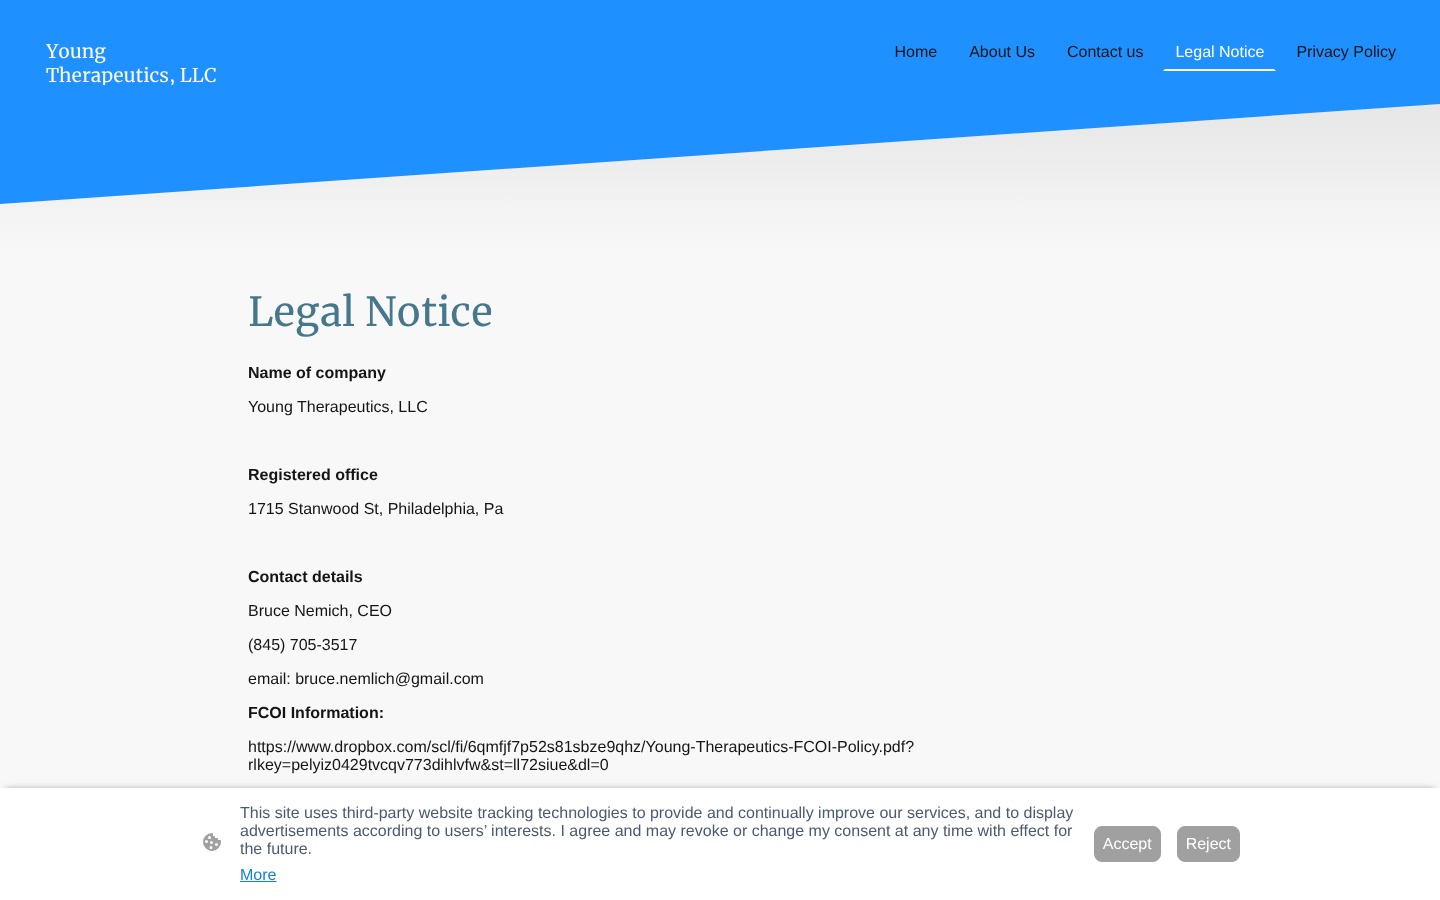 Young
Therapeutics, LLC
Home
About Us
Contact us
Legal Notice
Privacy Policy
Legal Notice
Name of company
Young Therapeutics, LLC
Registered office
1715 Stanwood St, Philadelphia, Pa
Contact details
Bruce Nemich, CEO
(845) 705-3517
email: bruce.nemlich@gmail.com
FCOI Information:
https://www.dropbox.com/scl/fi/6qmfjf7p52s81sbze9qhz/Young-Therapeutics-FCOI-Policy.pdf?
rlkey=pelyiz0429tvcqv773dihlvfw&st=ll72siue&dl=0
This site uses third-party website tracking technologies to provide and continually improve our services, and to display
advertisements according to users’ interests. I agree and may revoke or change my consent at any time with effect for
the future.
More
Accept
Reject